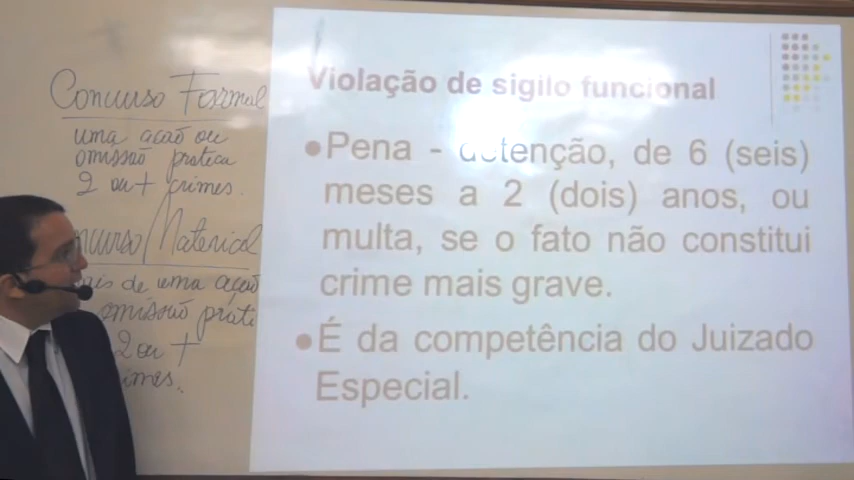 Concurso Formal
uma ação ou
omissão pratica
2 ou + crimes.
Material
de uma ação
omissão prati
2 ou +
Violação de sigilo funcional
•Pena - detenção, de 6 (seis)
meses a 2 (dois) anos, ou
multa, se o fato não constitui
crime mais grave.
•É da competência do Juizado
Especial.